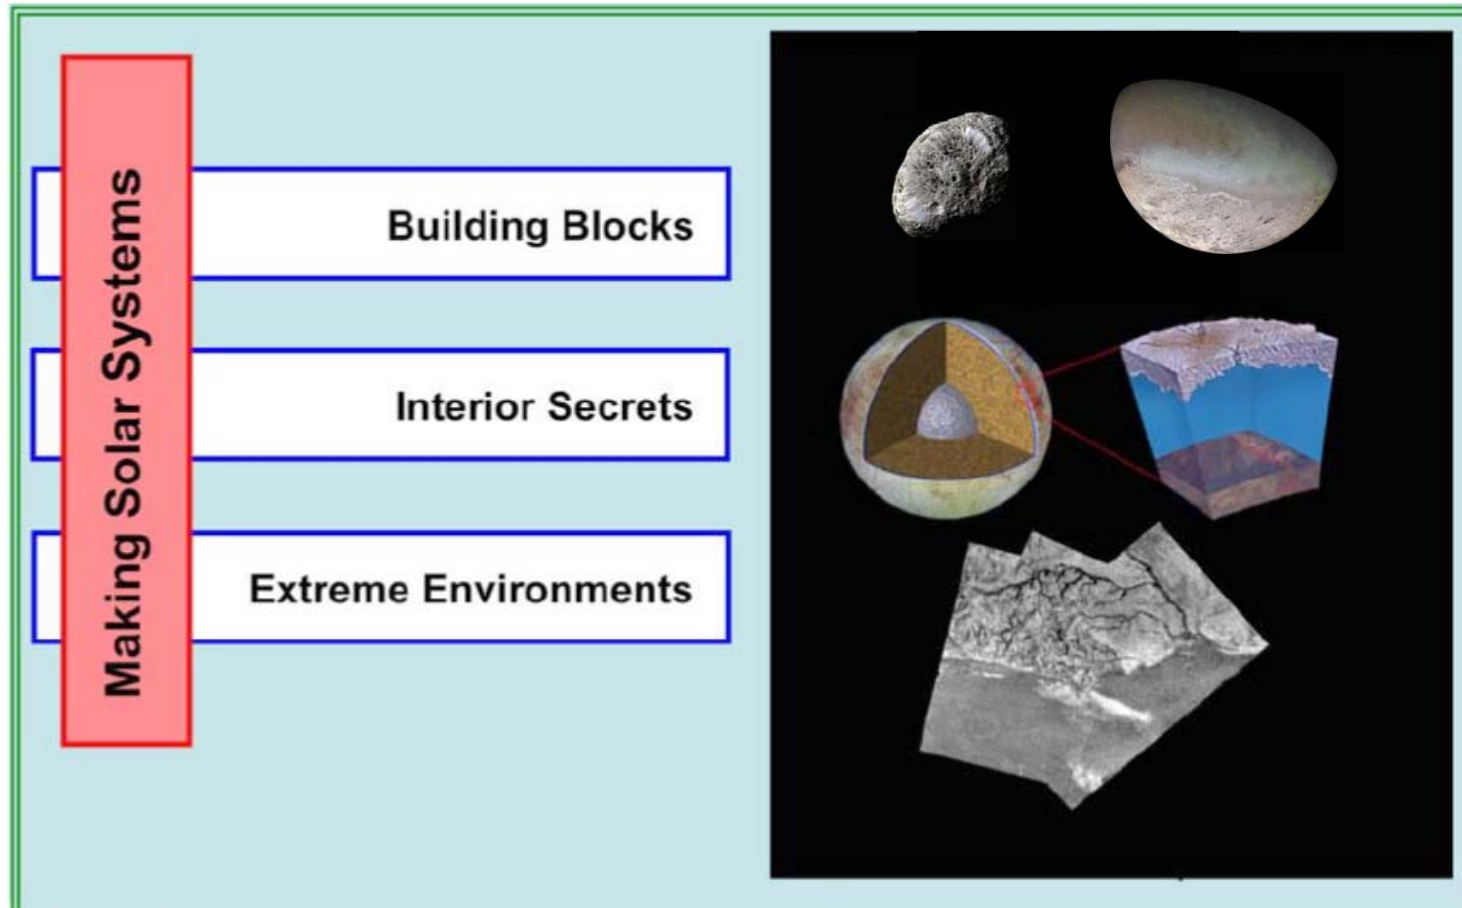 Making Solar Systems
Building Blocks
Interior Secrets
Extreme Environments